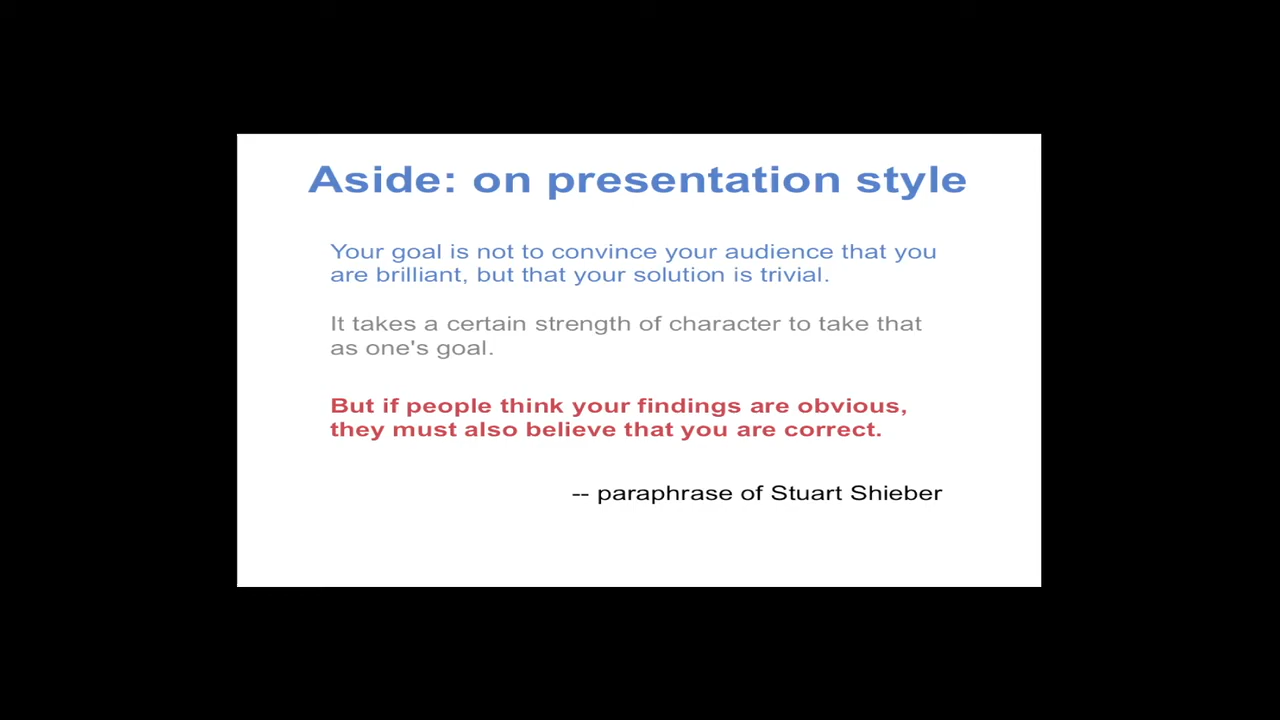 Aside: on presentation style
Your goal is not to convince your audience that you
are brilliant, but that your solution is trivial.
It takes a certain strength of character to take that
as one's goal.
But if people think your findings are obvious,
they must also believe that you are correct.
-- paraphrase of Stuart Shieber